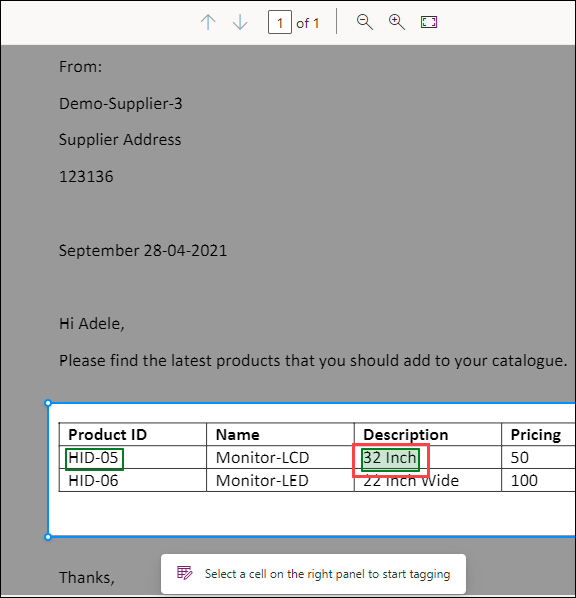 1 of 1
From:
Demo-Supplier-3
Supplier Address
123136
September 28-04-2021
Hi Adele,
Please find the latest products that you should add to your catalogue.
Product ID Name Description Pricing
HID-05 Monitor-LCD 32 Inch 50
HID-06 Monitor-LED 22 Inch Wide 100
Thanks,
Select a cell on the right panel to start tagging